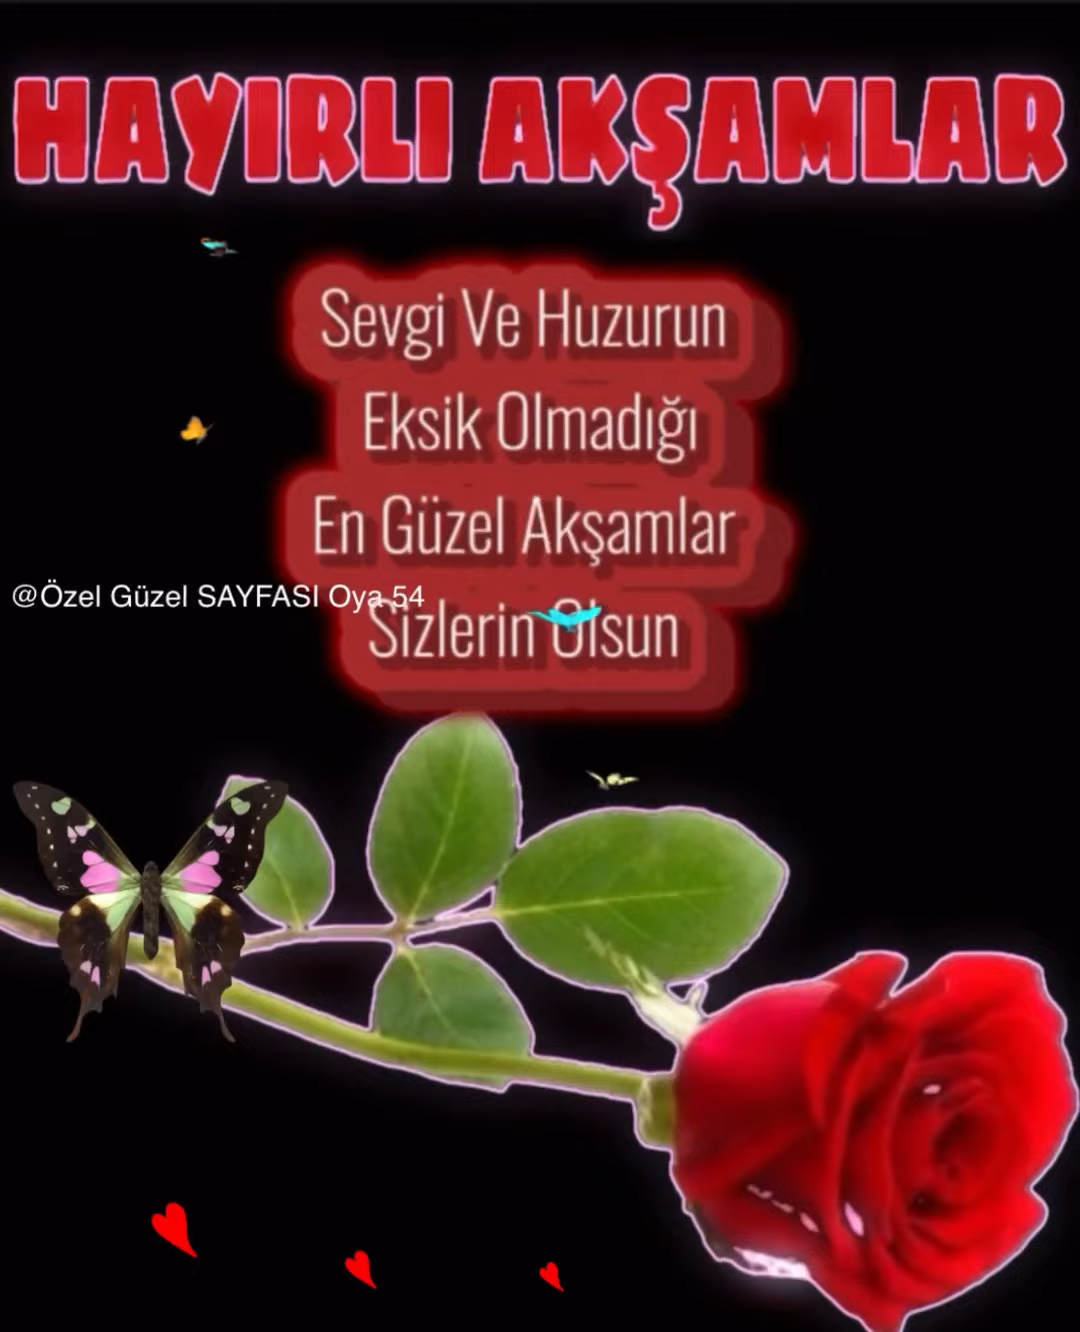 HAYIRLI AKŞAMLAR
Sevgi Ve Huzurun
Eksik Olmadığı
En Güzel Akşamlar
@Özel Güzel SAYFASI Oya 54
Sizlerin Olsun